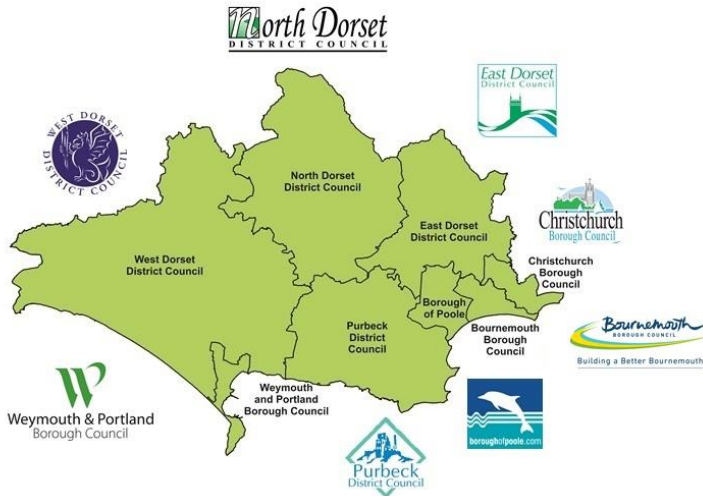 North Dorset
DISTRICT COUNCIL
East Dorset
District Council
WEST DORSET
DISTRICT COUNCIL
North Dorset
District Council
Christchurch
Borough Council
East Dorset
District Council
West Dorset
District Council
Christchurch
Borough
Council
Borough
of Poole
Purbeck
District
Council
Bournemouth
Borough
Council
Bournemouth
BOROUGH COUNCIL
Building a Better Bournemouth
Weymouth
and Portland
Borough Council
Weymouth & Portland
Borough Council
boroughofpoole.com
Purbeck
District Council